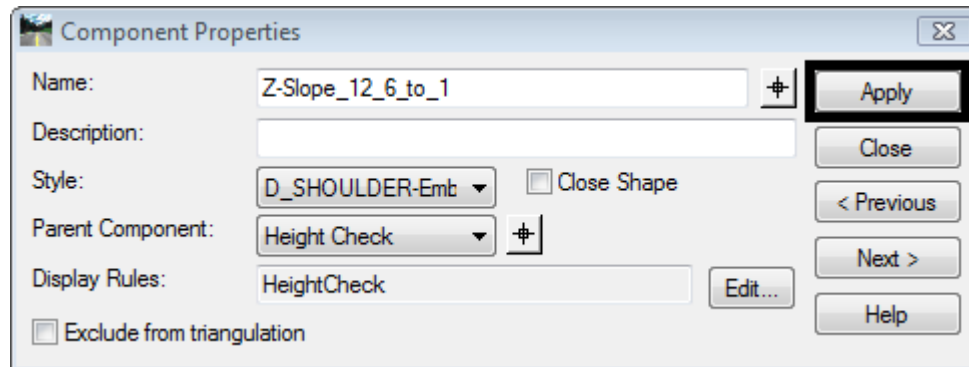 Component Properties
Name:
Z-Slope_12_6_to_1
Apply
Description:
Close
Style:
D_SHOULDER-Emb
Close Shape
< Previous
Parent Component:
Height Check
Next >
Display Rules:
HeightCheck
Edit...
Help
Exclude from triangulation